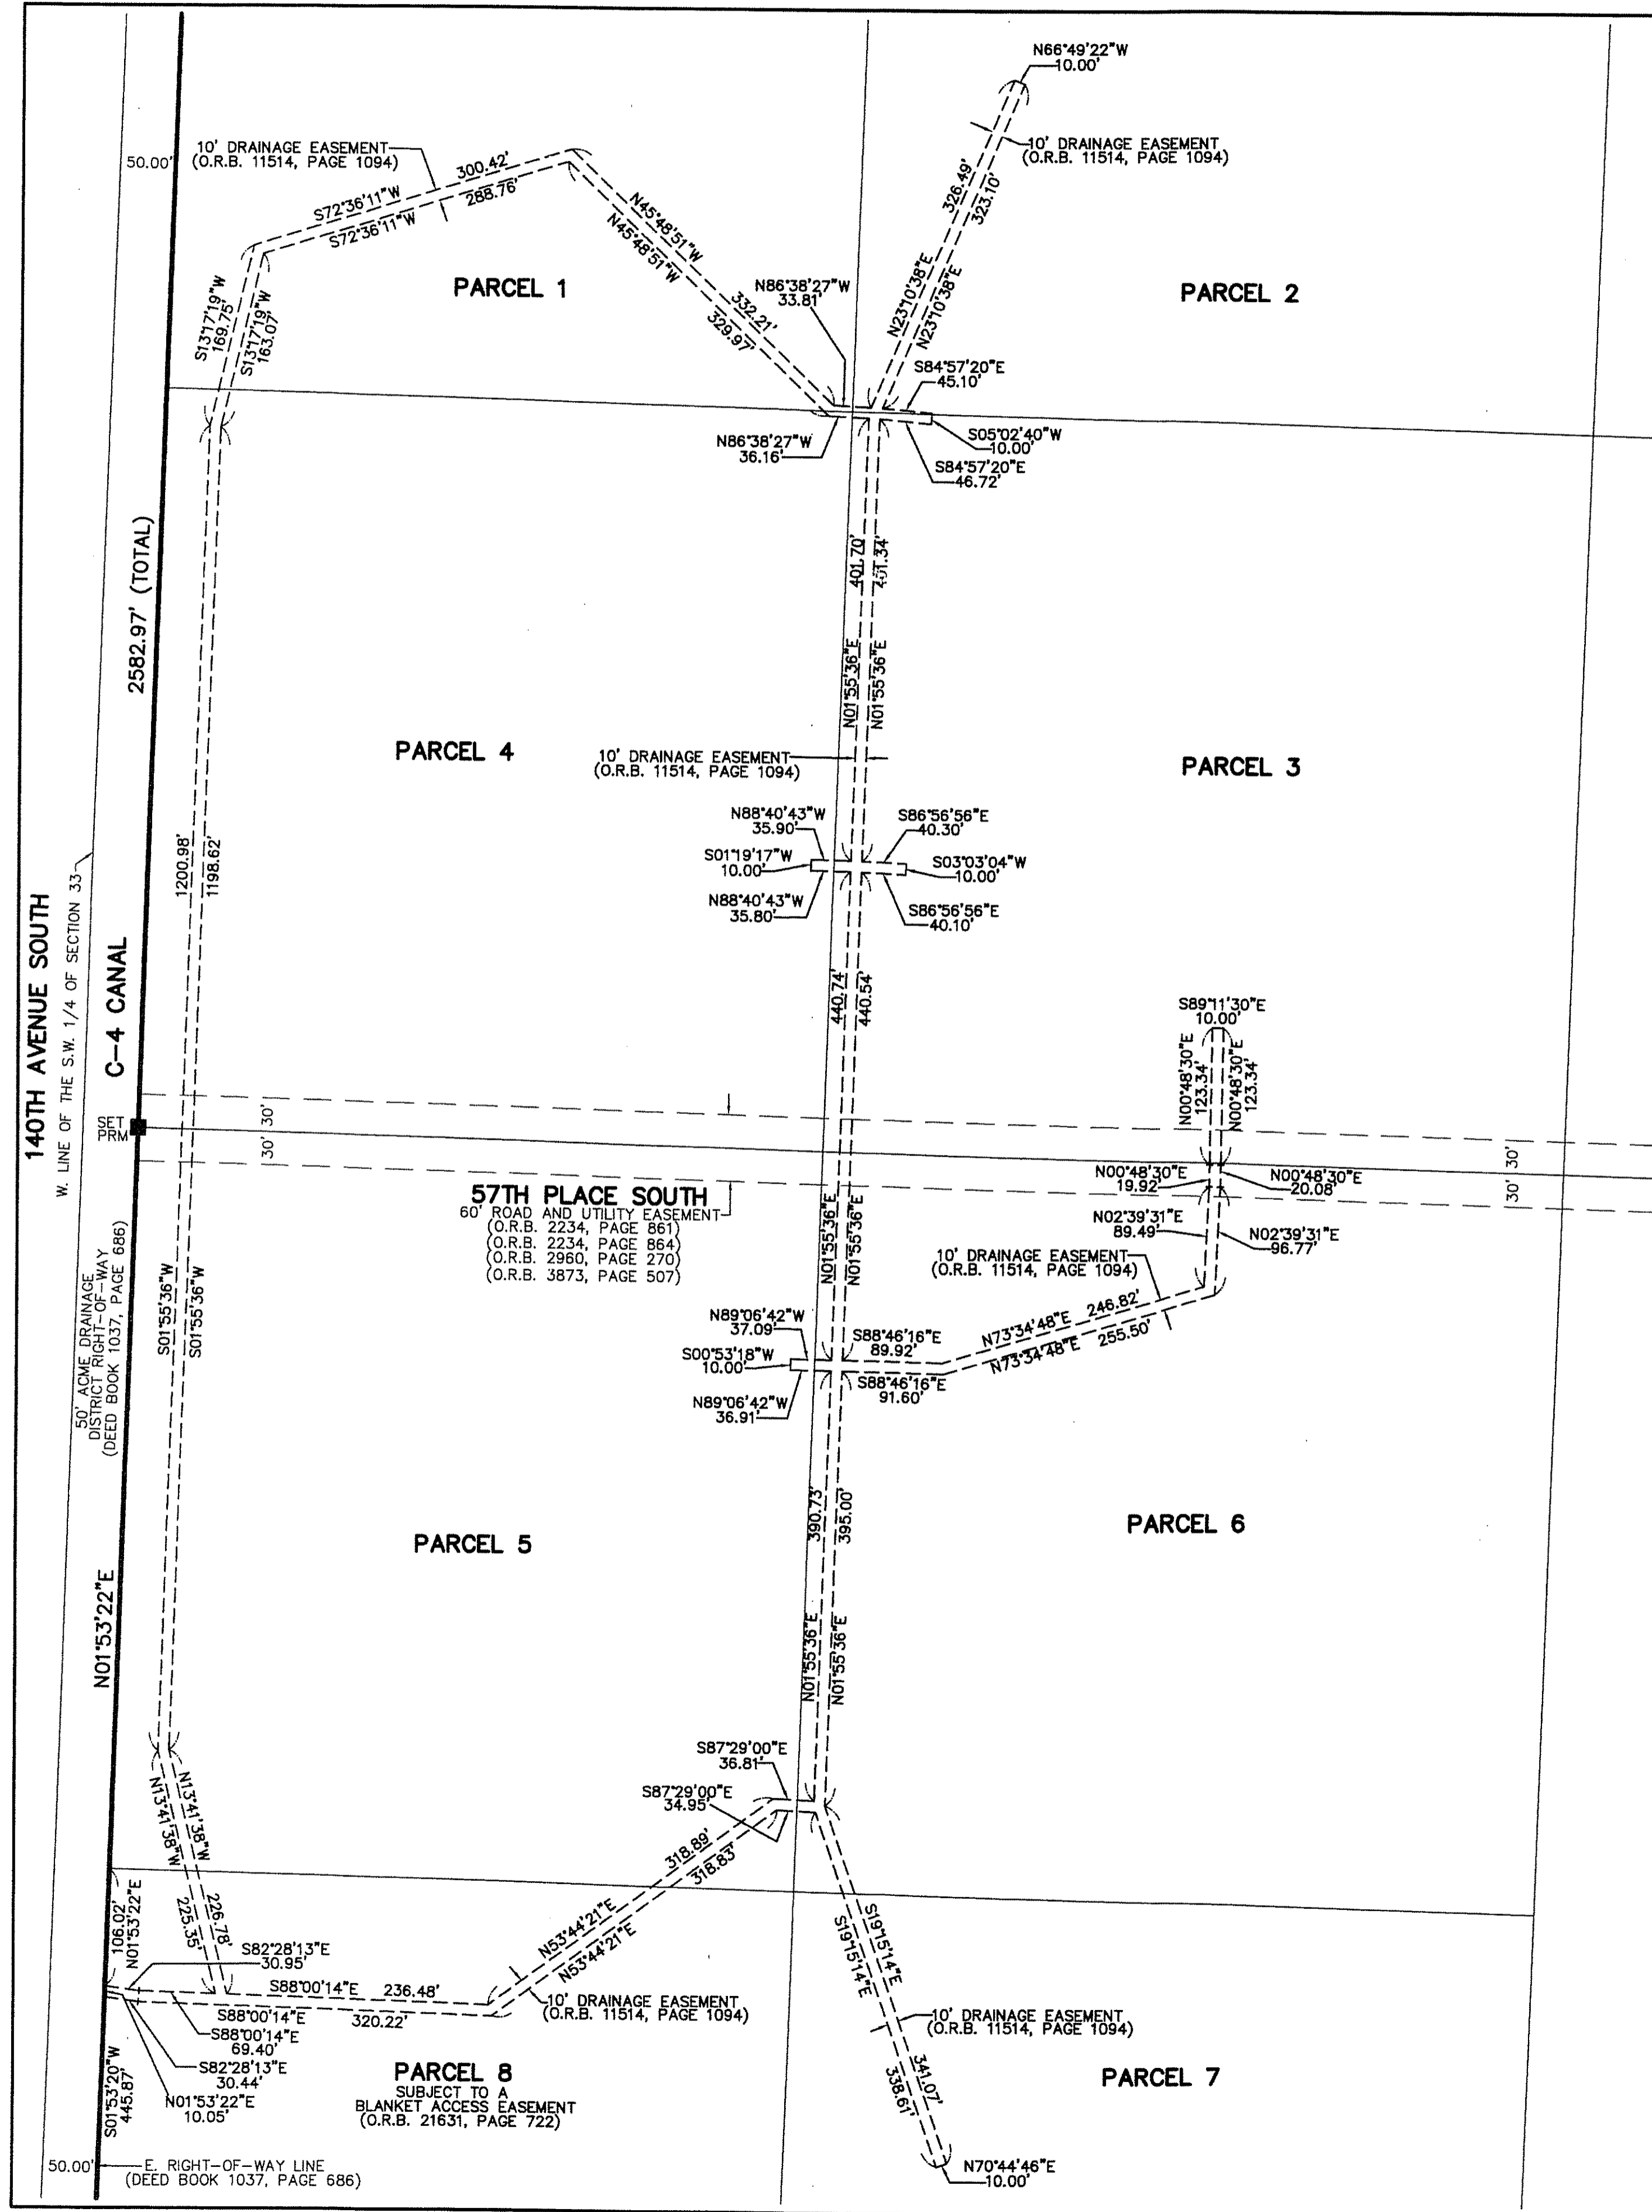 N66°49'22"W
10.00'
50.00'
10' DRAINAGE EASEMENT
(O.R.B. 11514, PAGE 1094)
300.42'
288.76'
S72°36'11"W
S72°36'11"W
10' DRAINAGE EASEMENT
(O.R.B. 11514, PAGE 1094)
326.49'
323.10'
N23°10'38"E
N23°10'38"E
N45°48'51"W
N45°48'51"W
332.21'
329.97'
S13°17'19"W
169.75'
S13°17'19"W
163.07'
PARCEL 1
PARCEL 2
N86°38'27"W
33.81'
S84°57'20"E
45.10'
N86°38'27"W
36.16'
S05°02'40"W
10.00'
S84°57'20"E
46.72'
2582.97' (TOTAL)
401.70'
401.34'
N01°55'36"E
N01°55'36"E
PARCEL 4
PARCEL 3
10' DRAINAGE EASEMENT
(O.R.B. 11514, PAGE 1094)
N88°40'43"W
35.90'
S86°56'56"E
40.30'
S01°19'17"W
10.00'
S03°03'04"W
10.00'
N88°40'43"W
35.80'
S86°56'56"E
40.10'
1200.98'
1198.62'
140TH AVENUE SOUTH
W. LINE OF THE S.W. 1/4 OF SECTION 33
C-4 CANAL
440.74'
440.54'
S89°11'30"E
10.00'
N00°48'30"E
123.34'
N00°48'30"E
123.34'
SET
PRM
30'
30'
30'
30'
57TH PLACE SOUTH
60' ROAD AND UTILITY EASEMENT
(O.R.B. 2234, PAGE 861)
(O.R.B. 2234, PAGE 864)
(O.R.B. 2960, PAGE 270)
(O.R.B. 3873, PAGE 507)
N00°48'30"E
19.92'
N00°48'30"E
20.08'
N02°39'31"E
89.49'
N02°39'31"E
96.77'
10' DRAINAGE EASEMENT
(O.R.B. 11514, PAGE 1094)
N73°34'48"E 246.82'
N73°34'48"E 255.50'
N01°55'36"E
N01°55'36"E
S01°55'36"W
S01°55'36"W
50' ACME DRAINAGE
DISTRICT RIGHT-OF-WAY
(DEED BOOK 1037, PAGE 686)
N89°06'42"W
37.09'
S88°46'16"E
89.92'
S00°53'18"W
10.00'
S88°46'16"E
91.60'
N89°06'42"W
36.91'
390.73'
395.00'
PARCEL 5
PARCEL 6
N01°53'22"E
N01°55'36"E
N01°55'36"E
S87°29'00"E
36.81'
S87°29'00"E
34.95'
N13°41'38"W
N13°41'38"W
225.35'
226.78'
318.89'
318.83'
N53°44'21"E
N53°44'21"E
106.02'
N01°53'22"E
S82°28'13"E
30.95'
S88°00'14"E 236.48'
S88°00'14"E 320.22'
S88°00'14"E
69.40'
S82°28'13"E
30.44'
N01°53'22"E
10.05'
10' DRAINAGE EASEMENT
(O.R.B. 11514, PAGE 1094)
S19°15'14"E
S19°15'14"E
10' DRAINAGE EASEMENT
(O.R.B. 11514, PAGE 1094)
341.07'
338.61'
S01°53'20"W
445.87'
PARCEL 8
SUBJECT TO A
BLANKET ACCESS EASEMENT
(O.R.B. 21631, PAGE 722)
PARCEL 7
50.00'
E. RIGHT-OF-WAY LINE
(DEED BOOK 1037, PAGE 686)
N70°44'46"E
10.00'